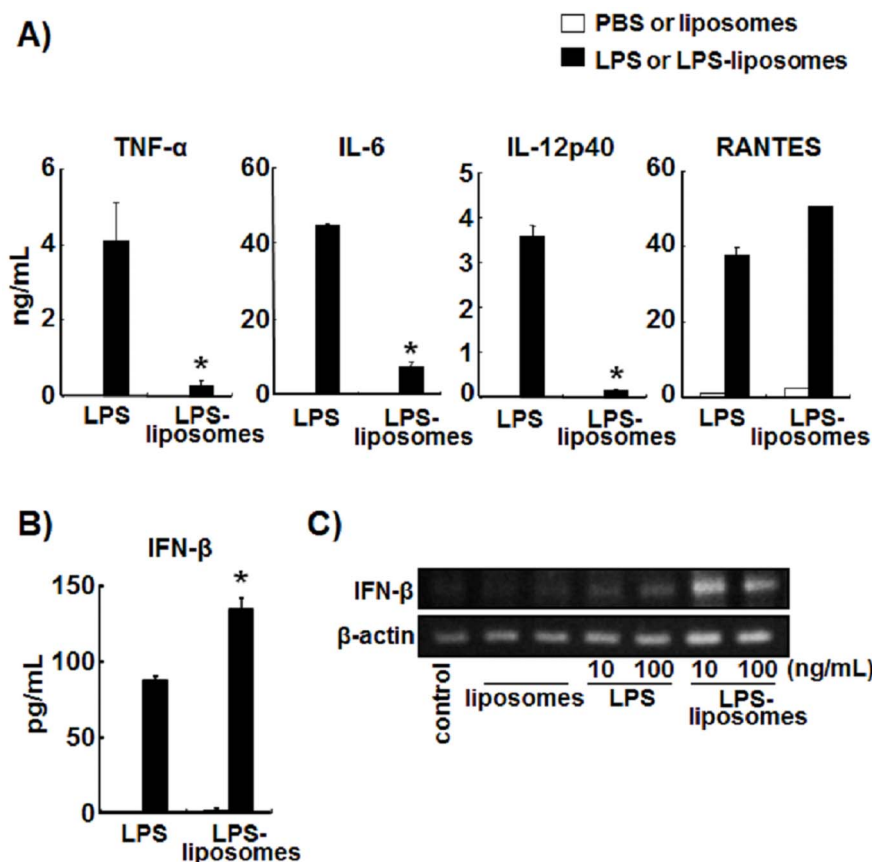 A)
PBS or liposomes
LPS or LPS-liposomes
TNF-α
IL-6
IL-12p40
RANTES
ng/mL
6
4
2
0
60
40
20
0
5
4
3
2
1
0
60
40
20
0
*
*
*
LPS
LPS-
liposomes
LPS
LPS-
liposomes
LPS
LPS-
liposomes
LPS
LPS-
liposomes
B)
IFN-β
pg/mL
150
100
50
0
*
LPS
LPS-
liposomes
C)
IFN-β
β-actin
10 100 10 100 (ng/mL)
control
liposomes
LPS
LPS-
liposomes